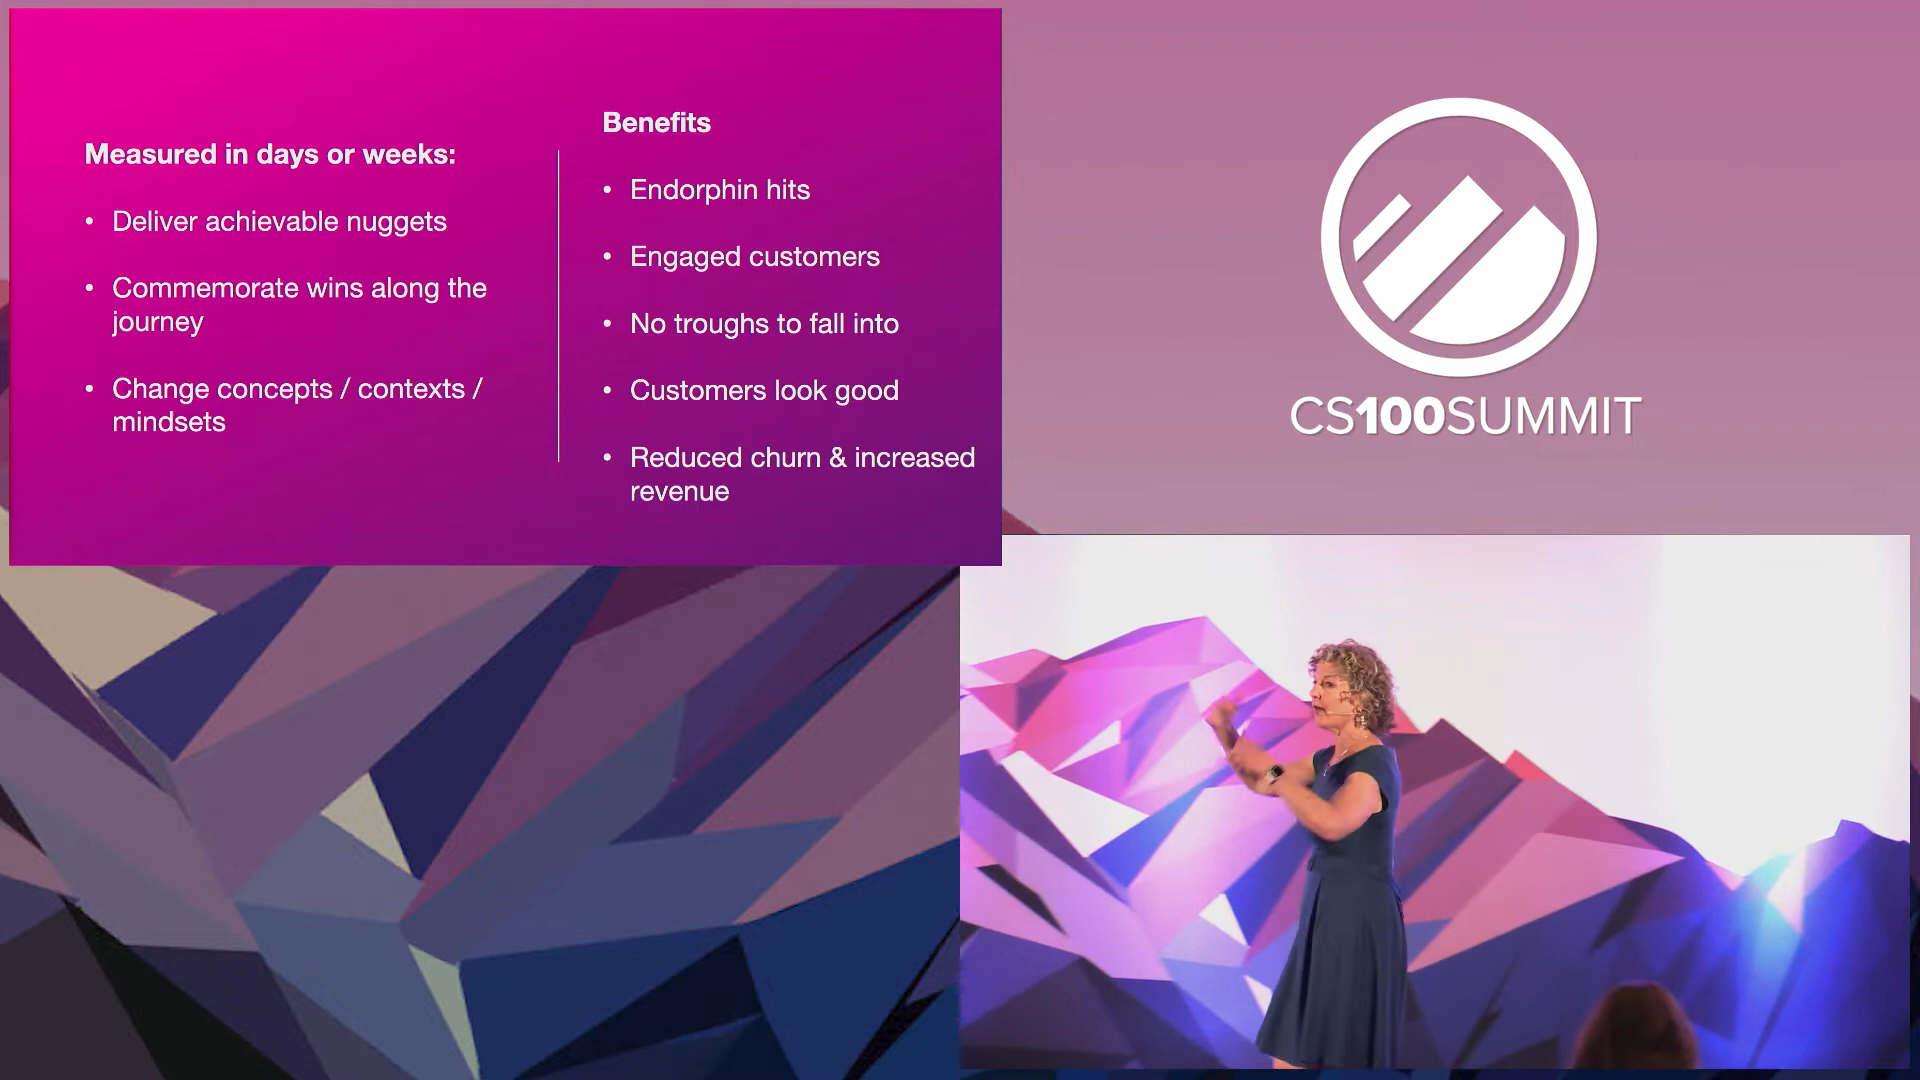 Measured in days or weeks:
• Deliver achievable nuggets
• Commemorate wins along the
journey
• Change concepts / contexts /
mindsets
Benefits
• Endorphin hits
• Engaged customers
• No troughs to fall into
• Customers look good
• Reduced churn & increased
revenue
CS100SUMMIT